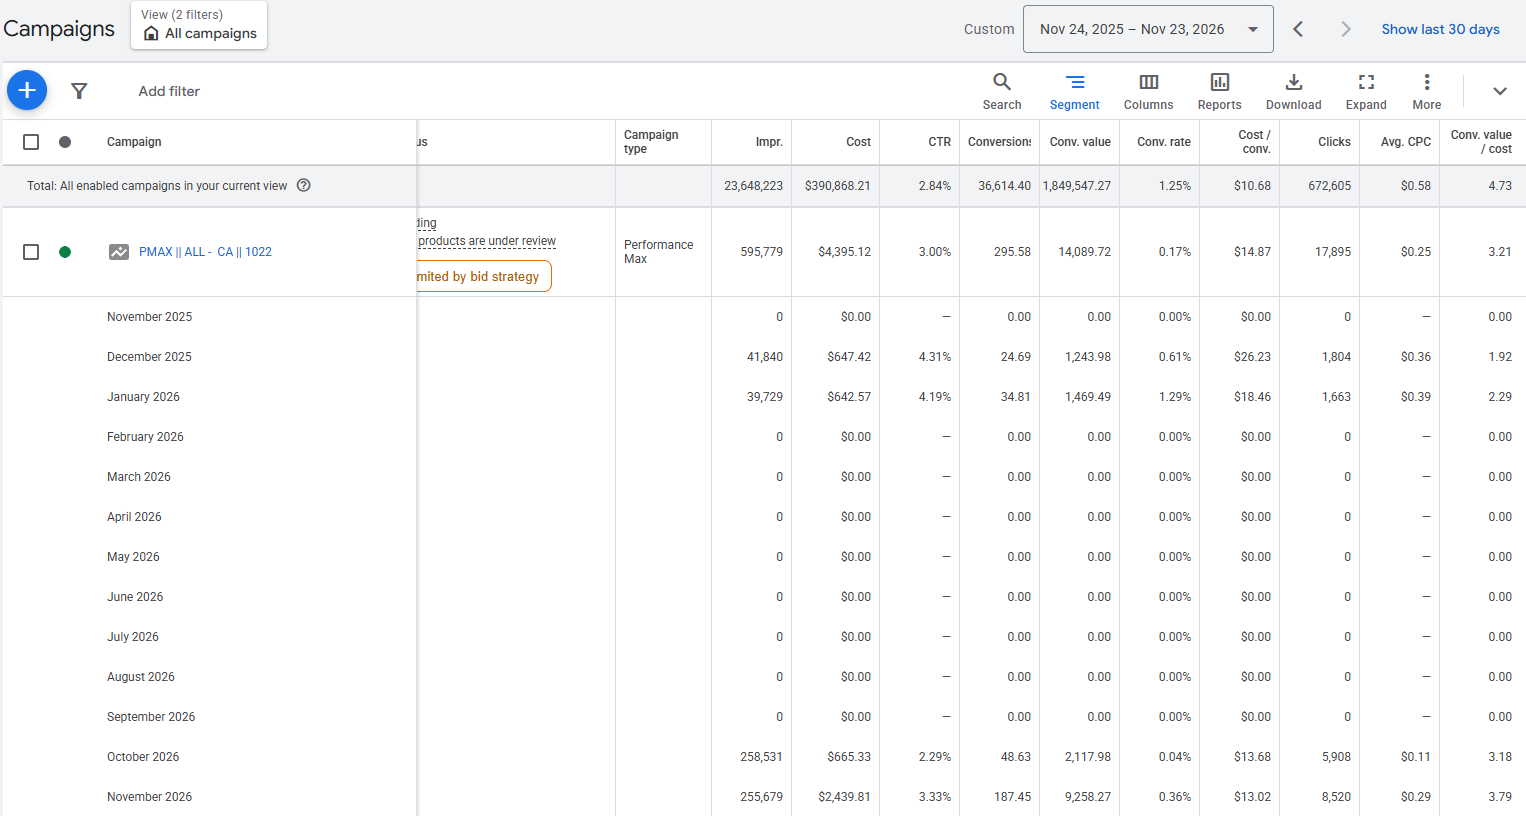 Campaigns
View (2 filters)
All campaigns
Custom
Nov 24, 2025 – Nov 23, 2026
Show last 30 days
Add filter
Search
Segment
Columns
Reports
Download
Expand
More
Campaign us Campaign type Impr. Cost CTR Conversions Conv. value Conv. rate Cost / conv. Clicks Avg. CPC Conv. value / cost
Total: All enabled campaigns in your current view 23,648,223 $390,868.21 2.84% 36,614.40 1,849,547.27 1.25% $10.68 672,605 $0.58 4.73
ding
products are under review
mited by bid strategy
PMAX || ALL - CA || 1022 Performance Max 595,779 $4,395.12 3.00% 295.58 14,089.72 0.17% $14.87 17,895 $0.25 3.21
November 2025 0 $0.00 — 0.00 0.00 0.00% $0.00 0 — 0.00
December 2025 41,840 $647.42 4.31% 24.69 1,243.98 0.61% $26.23 1,804 $0.36 1.92
January 2026 39,729 $642.57 4.19% 34.81 1,469.49 1.29% $18.46 1,663 $0.39 2.29
February 2026 0 $0.00 — 0.00 0.00 0.00% $0.00 0 — 0.00
March 2026 0 $0.00 — 0.00 0.00 0.00% $0.00 0 — 0.00
April 2026 0 $0.00 — 0.00 0.00 0.00% $0.00 0 — 0.00
May 2026 0 $0.00 — 0.00 0.00 0.00% $0.00 0 — 0.00
June 2026 0 $0.00 — 0.00 0.00 0.00% $0.00 0 — 0.00
July 2026 0 $0.00 — 0.00 0.00 0.00% $0.00 0 — 0.00
August 2026 0 $0.00 — 0.00 0.00 0.00% $0.00 0 — 0.00
September 2026 0 $0.00 — 0.00 0.00 0.00% $0.00 0 — 0.00
October 2026 258,531 $665.33 2.29% 48.63 2,117.98 0.04% $13.68 5,908 $0.11 3.18
November 2026 255,679 $2,439.81 3.33% 187.45 9,258.27 0.36% $13.02 8,520 $0.29 3.79